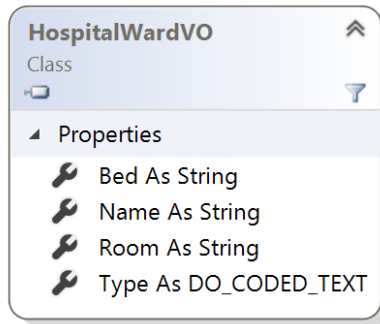 HospitalWardVO
Class
Properties
Bed As String
Name As String
Room As String
Type As DO_CODED_TEXT